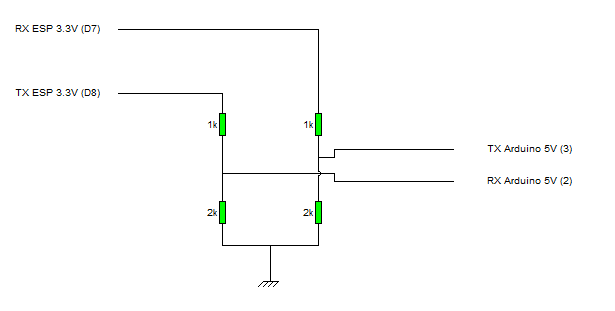 RX ESP 3.3V (D7)
TX ESP 3.3V (D8)
1k
1k
TX Arduino 5V (3)
RX Arduino 5V (2)
2k
2k